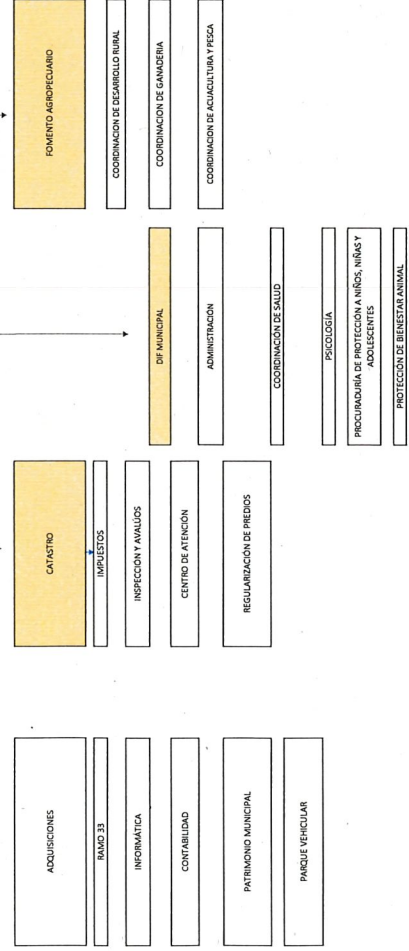 ADQUISICIONES
RAMO 33
INFORMÁTICA
CONTABILIDAD
PATRIMONIO MUNICIPAL
PARQUE VEHICULAR
CATASTRO
IMPUESTOS
INSPECCIÓN Y AVALÚOS
CENTRO DE ATENCIÓN
REGULARIZACIÓN DE PREDIOS
DIF MUNICIPAL
ADMINISTRACIÓN
COORDINACIÓN DE SALUD
PSICOLOGÍA
PROCURADURÍA DE PROTECCIÓN A NIÑOS, NIÑAS Y
ADOLESCENTES
PROTECCIÓN DE BIENESTAR ANIMAL
FOMENTO AGROPECUARIO
COORDINACION DE DESARROLLO RURAL
COORDINACION DE GANADERIA
COORDINACION DE ACUACULTURA Y PESCA